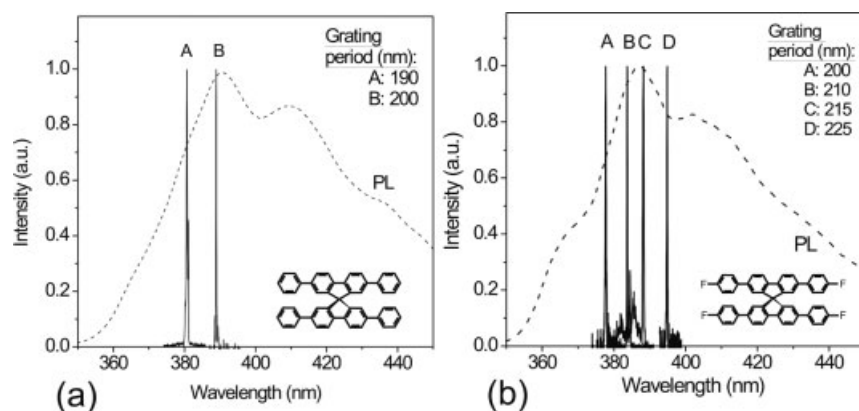 A B
Grating
period (nm):
A: 190
B: 200
PL
Intensity (a.u.)
1.0
0.8
0.6
0.4
0.2
0.0
360 380 400 420 440
Wavelength (nm)
(a)
A B C D
Grating
period (nm):
A: 200
B: 210
C: 215
D: 225
PL
Intensity (a.u.)
1.0
0.8
0.6
0.4
0.2
0.0
F F
F F
360 380 400 420 440
Wavelength (nm)
(b)